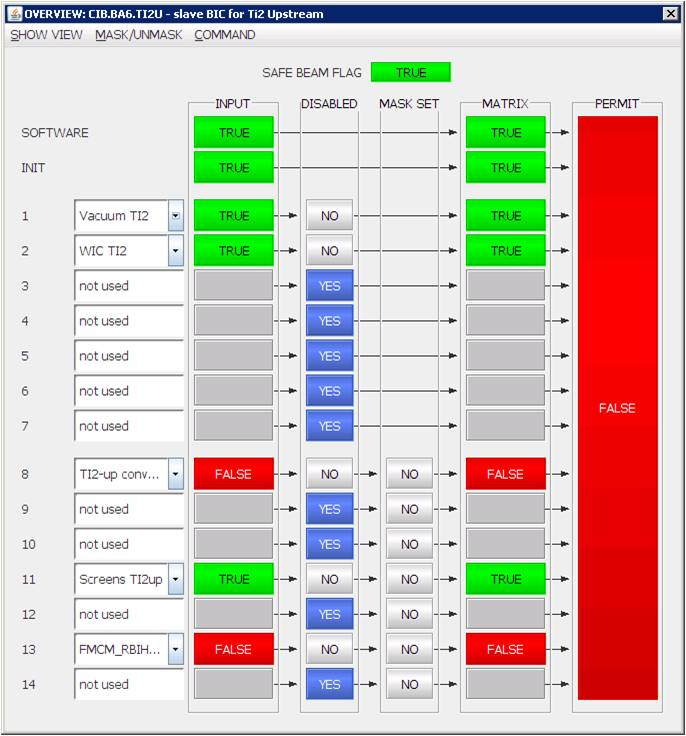 OVERVIEW: CIB.BA6.TI2U - slave BIC for Ti2 Upstream
SHOW VIEW MASK/UNMASK COMMAND
SAFE BEAM FLAG TRUE
INPUT DISABLED MASK SET MATRIX PERMIT
SOFTWARE TRUE TRUE
INIT TRUE TRUE
1 Vacuum TI2 TRUE NO TRUE
2 WIC TI2 TRUE NO TRUE
3 not used YES
4 not used YES
5 not used YES
6 not used YES
FALSE
7 not used YES
8 TI2-up conv... FALSE NO NO FALSE
9 not used YES NO
10 not used YES NO
11 Screens TI2up TRUE NO NO TRUE
12 not used YES NO
13 FMCM_RBIH... FALSE NO NO FALSE
14 not used YES NO